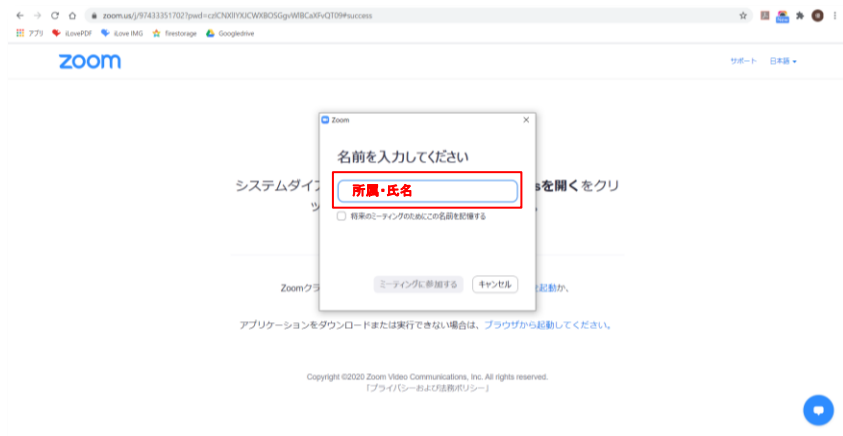 zoom.us/j/97433351702?pwd=
アプリ iLovePDF iLove IMG firestorage Googledrive
zoom
サポート 日本語
Zoom
名前を入力してください
所属・氏名
将来のミーティングのためにこの名前を記憶する
ミーティングに参加する キャンセル
システムダイ
sを開くをクリ
ッ
Zoomクラ
起動か、
アプリケーションをダウンロードまたは実行できない場合は、ブラウザから起動してください。
Copyright ©2020 Zoom Video Communications, Inc. All rights reserved.
「プライバシーおよび法務ポリシー」